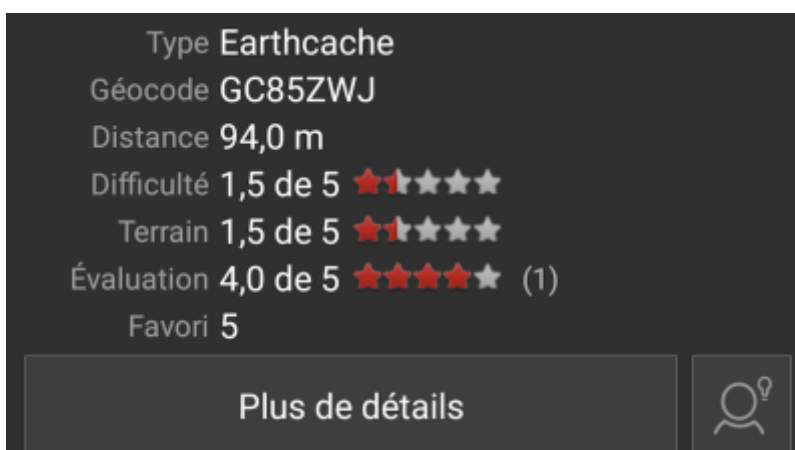 Type Earthcache
Géocode GC85ZWJ
Distance 94,0 m
Difficulté 1,5 de 5
Terrain 1,5 de 5
Évaluation 4,0 de 5 (1)
Favori 5
Plus de détails